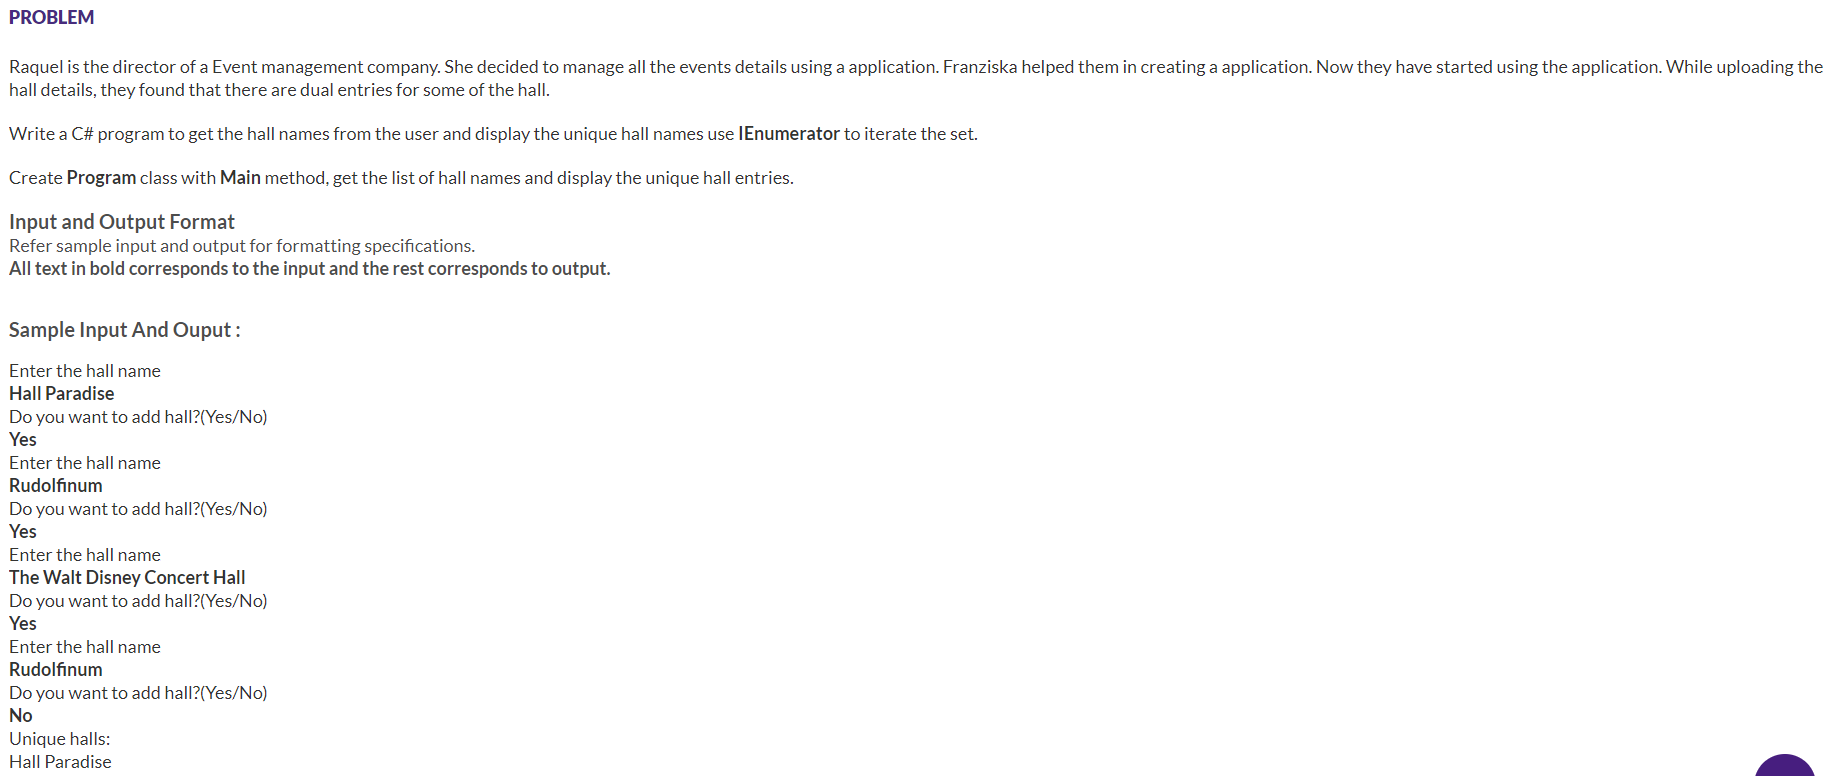 PROBLEM
Raquel is the director of a Event management company. She decided to manage all the events details using a application. Franziska helped them in creating a application. Now they have started using the application. While uploading the
hall details, they found that there are dual entries for some of the hall.
Write a C# program to get the hall names from the user and display the unique hall names use IEnumerator to iterate the set.
Create Program class with Main method, get the list of hall names and display the unique hall entries.
Input and Output Format
Refer sample input and output for formatting specifications.
All text in bold corresponds to the input and the rest corresponds to output.
Sample Input And Ouput :
Enter the hall name
Hall Paradise
Do you want to add hall?(Yes/No)
Yes
Enter the hall name
Rudolfinum
Do you want to add hall?(Yes/No)
Yes
Enter the hall name
The Walt Disney Concert Hall
Do you want to add hall?(Yes/No)
Yes
Enter the hall name
Rudolfinum
Do you want to add hall?(Yes/No)
No
Unique halls:
Hall Paradise